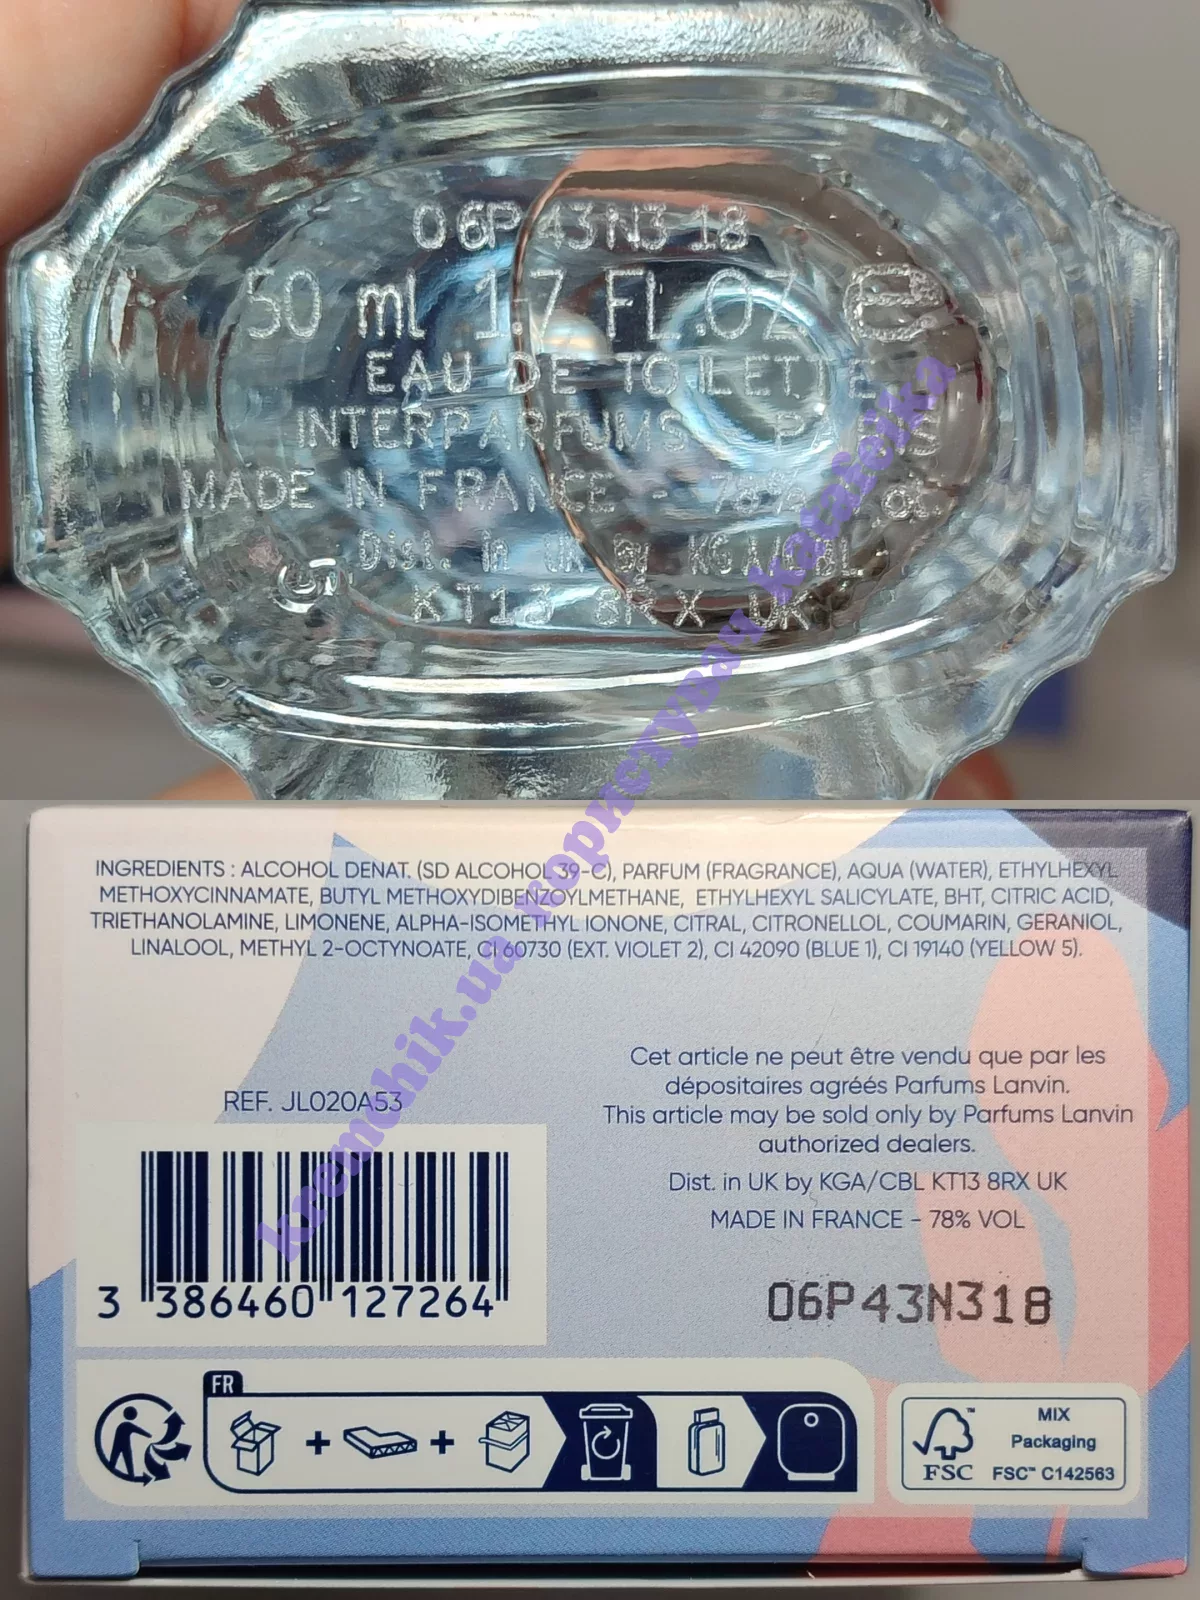 06P43N318
50 ml 1.7 FL.OZ e
EAU DE TOILETTE
INTERPARFUMS PARIS
MADE IN FRANCE - 78%
Dist. in UK by KGA/CBL
KT13 8RX UK
INGREDIENTS : ALCOHOL DENAT. (SD ALCOHOL 39-C), PARFUM (FRAGRANCE), AQUA (WATER), ETHYLHEXYL
METHOXYCINNAMATE, BUTYL METHOXYDIBENZOYLMETHANE, ETHYLHEXYL SALICYLATE, BHT, CITRIC ACID,
TRIETHANOLAMINE, LIMONENE, ALPHA-ISOMETHYL IONONE, CITRAL, CITRONELLOL, COUMARIN, GERANIOL,
LINALOOL, METHYL 2-OCTYNOATE, CI 60730 (EXT. VIOLET 2), CI 42090 (BLUE 1), CI 19140 (YELLOW 5).
Cet article ne peut être vendu que par les
dépositaires agréés Parfums Lanvin.
This article may be sold only by Parfums Lanvin
authorized dealers.
Dist. in UK by KGA/CBL KT13 8RX UK
MADE IN FRANCE - 78% VOL
REF. JL020A53
3 386460 127264
06P43N318
FR
FSC™
MIX
Packaging
FSC™ C142563
kremchik.ua користувач katafeika